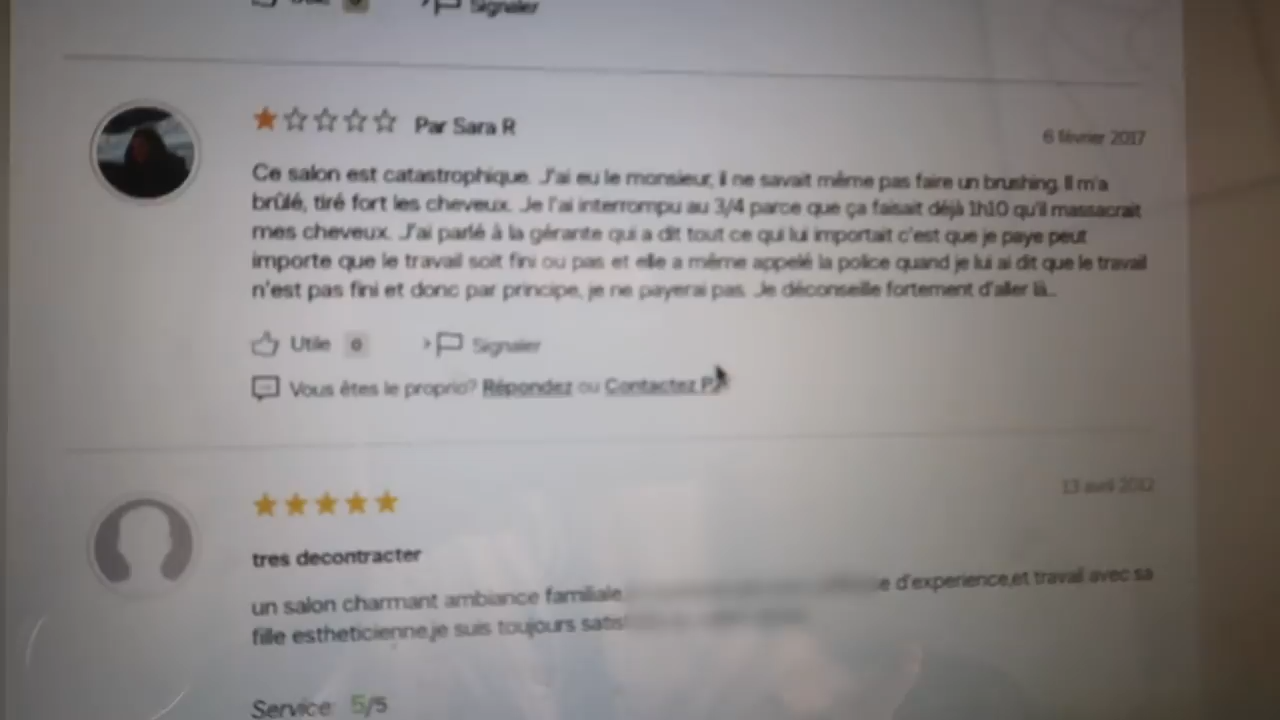 Utile
Signaler
Par Sara R
6 février 2017
Ce salon est catastrophique. J'ai eu le monsieur, il ne savait même pas faire un brushing. Il m'a
brûlé, tiré fort les cheveux. Je l'ai interrompu au 3/4 parce que ça faisait déjà 1h10 qu'il massacrait
mes cheveux. J'ai parlé à la gérante qui a dit tout ce qui lui importait c'est que je paye peut
importe que le travail soit fini ou pas et elle a même appelé la police quand je lui ai dit que le travail
n'est pas fini et donc par principe, je ne payerai pas. Je déconseille fortement d'aller là...
Utile 0 Signaler
Vous êtes le proprio? Répondez ou Contactez PJ
13 avril 2012
tres decontracter
un salon charmant ambiance familiale d'experience,et travail avec sa
fille estheticienne,je suis toujours
Service: 5/5